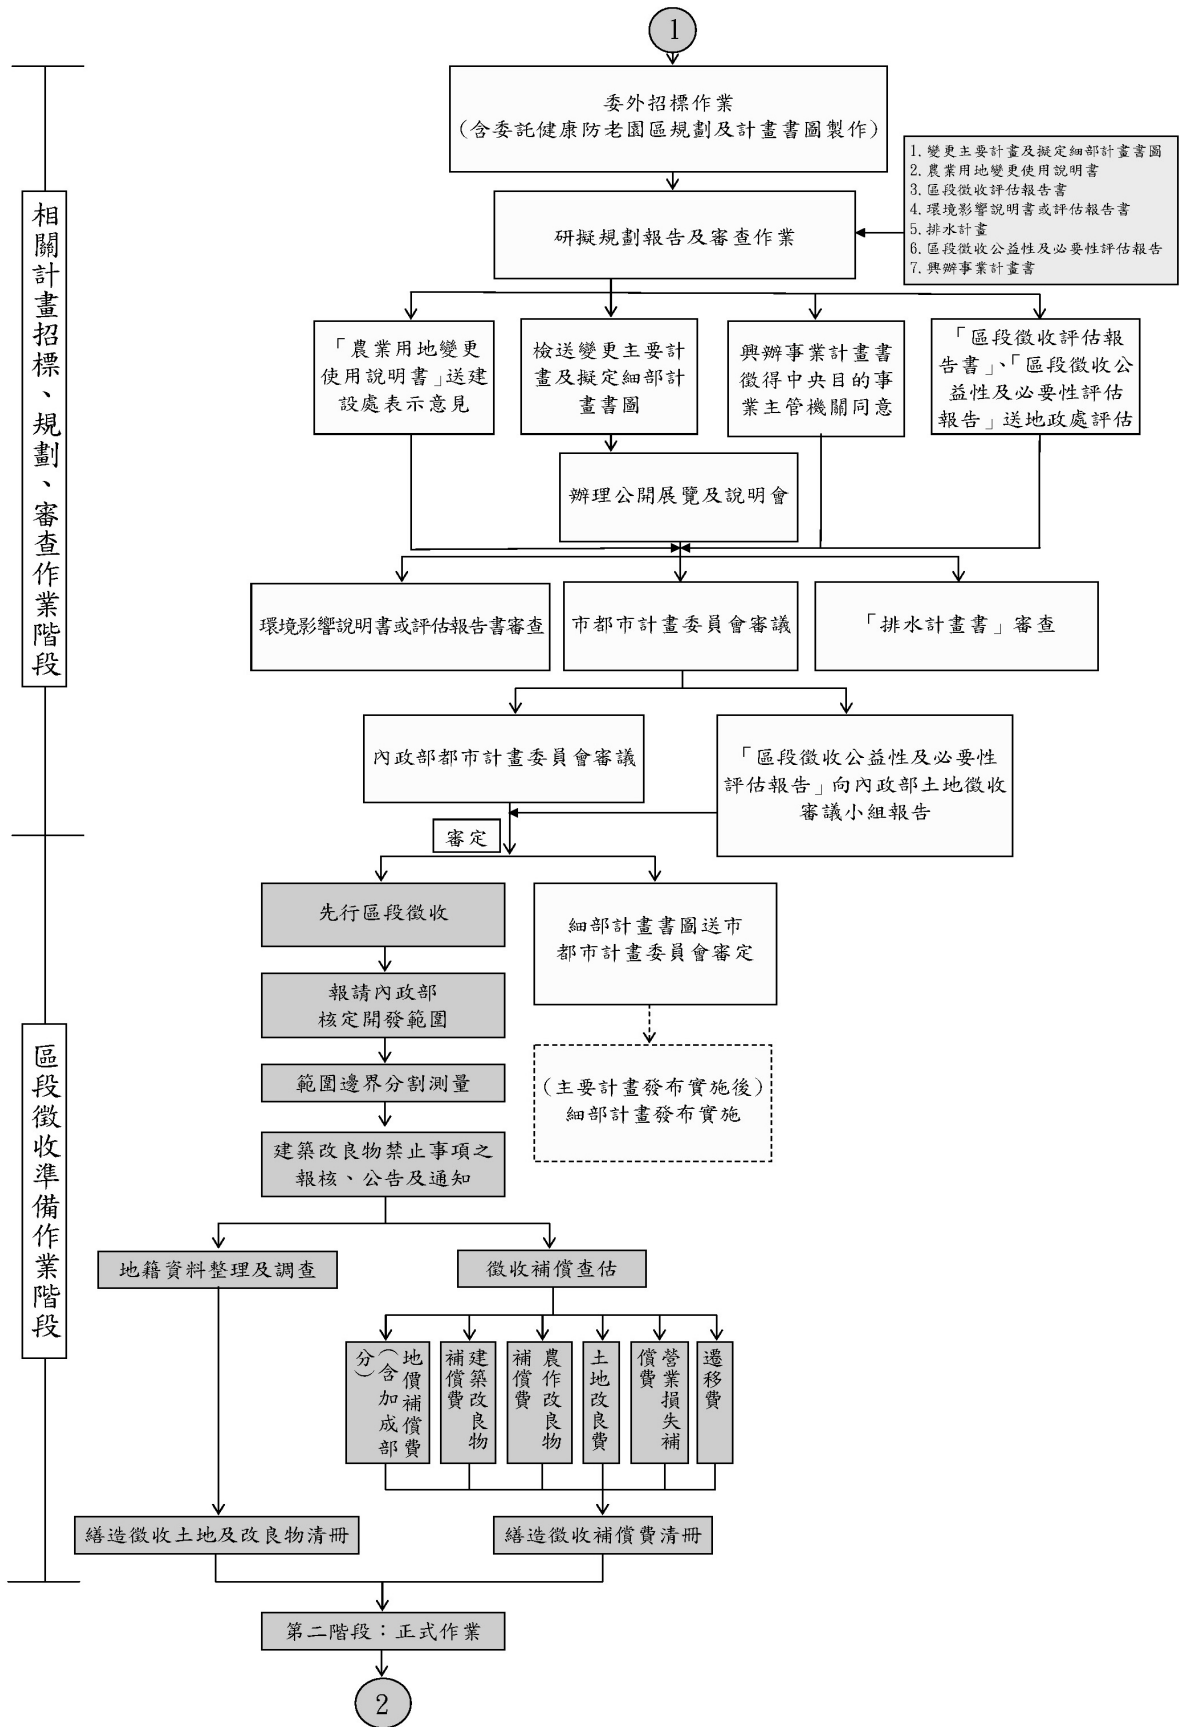 1
委外招標作業
(含委託健康防老園區規劃及計畫書圖製作)
1. 變更主要計畫及擬定細部計畫書圖
2. 農業用地變更使用說明書
3. 區段徵收評估報告書
4. 環境影響說明書或評估報告書
5. 排水計畫
6. 區段徵收公益性及必要性評估報告
7. 興辦事業計畫書
相關計畫招標、規劃、審查作業階段
研擬規劃報告及審查作業
「農業用地變更
使用說明書」送建
設處表示意見
檢送變更主要計
畫及擬定細部計
畫書圖
興辦事業計畫書
徵得中央目的事
業主管機關同意
「區段徵收評估報
告書」、「區段徵收公
益性及必要性評估
報告」送地政處評估
辦理公開展覽及說明會
環境影響說明書或評估報告書審查
市都市計畫委員會審議
「排水計畫書」審查
內政部都市計畫委員會審議
「區段徵收公益性及必要性
評估報告」向內政部土地徵收
審議小組報告
審定
區段徵收準備作業階段
先行區段徵收
細部計畫書圖送市
都市計畫委員會審定
報請內政部
核定開發範圍
範圍邊界分割測量
(主要計畫發布實施後)
細部計畫發布實施
建築改良物禁止事項之
報核、公告及通知
地籍資料整理及調查
徵收補償查估
地價補償費
(含加成部
分)
建築改良物
補償費
農作改良物
補償費
土地改良費
營業損失補
償費
遷移費
繕造徵收土地及改良物清冊
繕造徵收補償費清冊
第二階段：正式作業
2